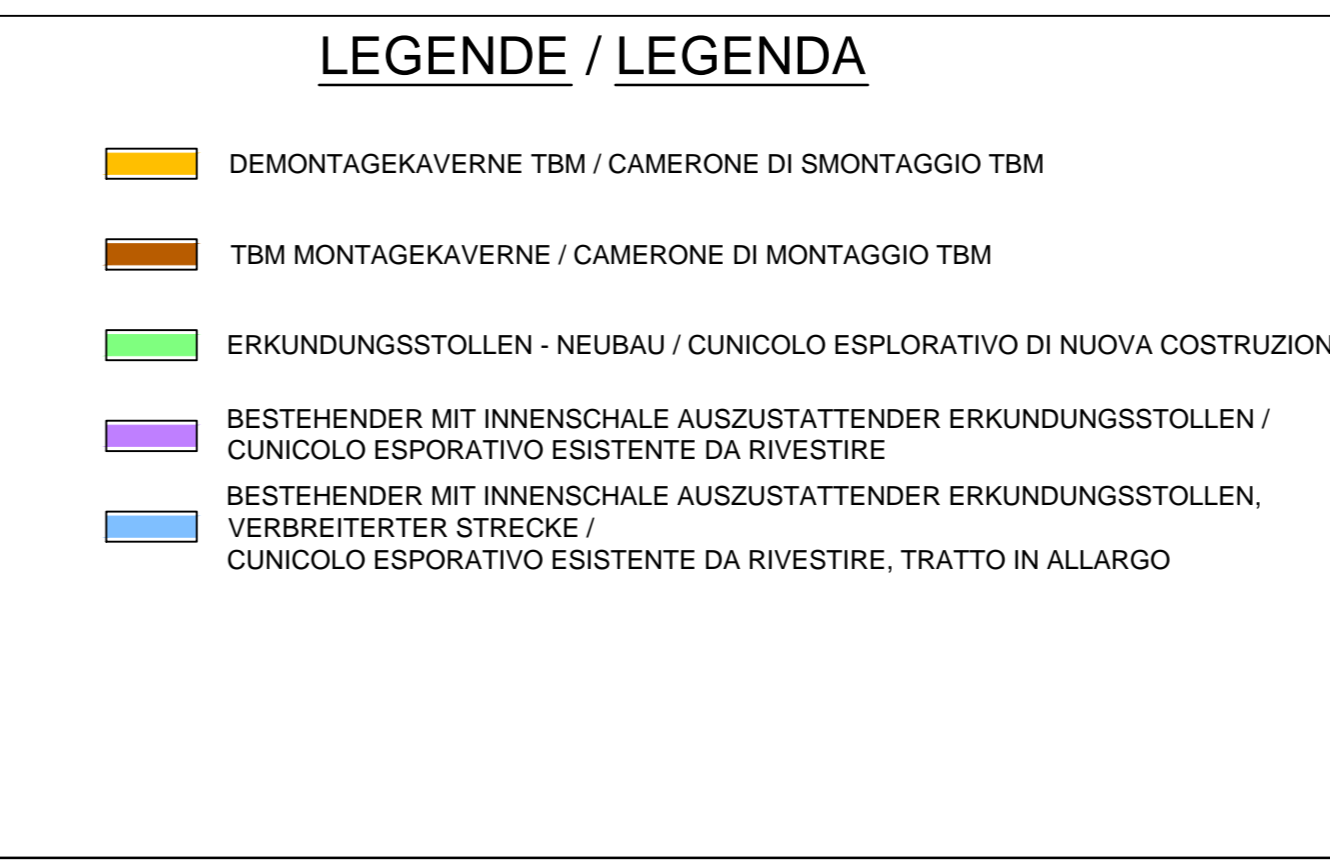 LEGENDE / LEGENDA
DEMONTAGEKAVERNE TBM / CAMERONE DI SMONTAGGIO TBM
TBM MONTAGEKAVERNE / CAMERONE DI MONTAGGIO TBM
ERKUNDUNGSSTOLLEN - NEUBAU / CUNICOLO ESPLORATIVO DI NUOVA COSTRUZION
BESTEHENDER MIT INNENSCHALE AUSZUSTATTENDER ERKUNDUNGSSTOLLEN /
CUNICOLO ESPORATIVO ESISTENTE DA RIVESTIRE
BESTEHENDER MIT INNENSCHALE AUSZUSTATTENDER ERKUNDUNGSSTOLLEN,
VERBREITERTER STRECKE /
CUNICOLO ESPORATIVO ESISTENTE DA RIVESTIRE, TRATTO IN ALLARGO